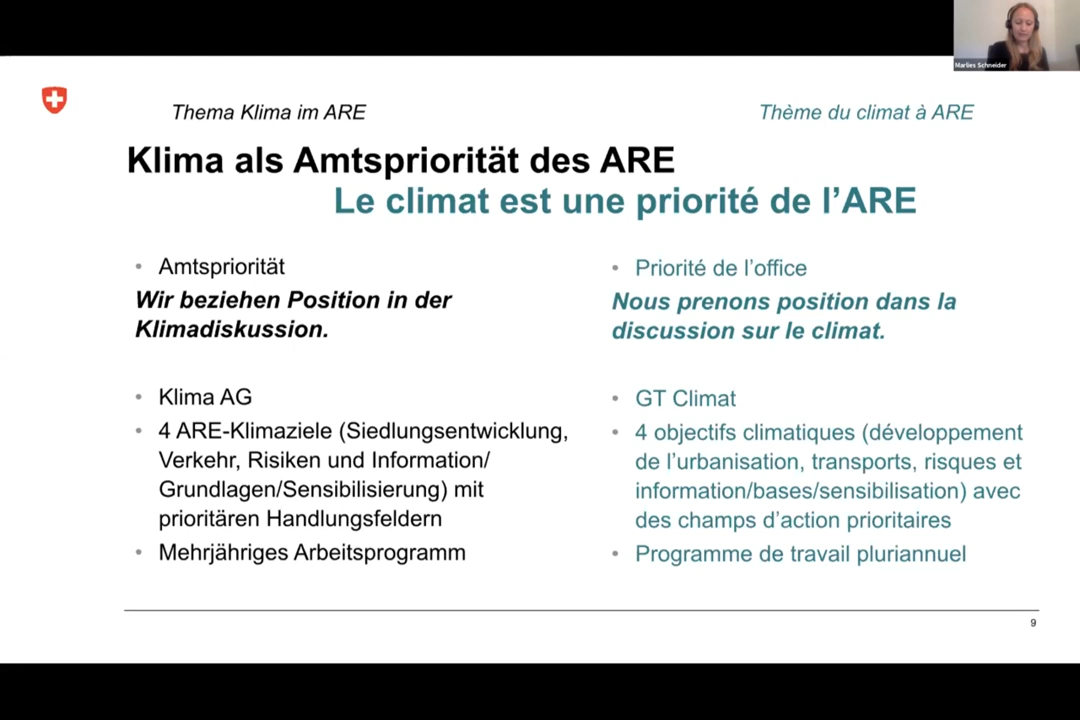 Marlies Schneider
Thema Klima im ARE
Thème du climat à ARE
Klima als Amtspriorität des ARE
Le climat est une priorité de l’ARE
• Amtspriorität
Wir beziehen Position in der
Klimadiskussion.
• Klima AG
• 4 ARE-Klimaziele (Siedlungsentwicklung,
Verkehr, Risiken und Information/
Grundlagen/Sensibilisierung) mit
prioritären Handlungsfeldern
• Mehrjähriges Arbeitsprogramm
• Priorité de l’office
Nous prenons position dans la
discussion sur le climat.
• GT Climat
• 4 objectifs climatiques (développement
de l’urbanisation, transports, risques et
information/bases/sensibilisation) avec
des champs d’action prioritaires
• Programme de travail pluriannuel
9